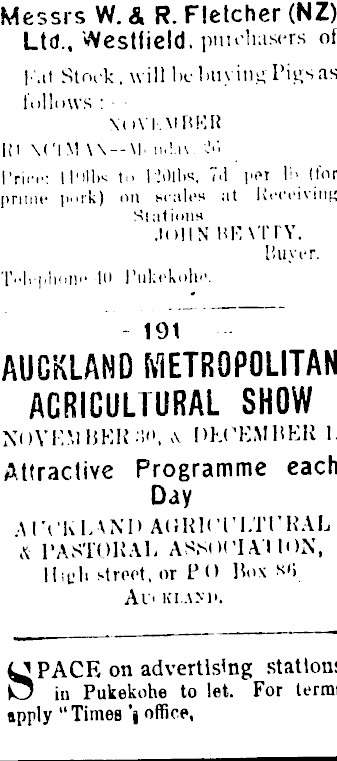 Messrs W. & R. Fletcher (NZ)
Ltd., Westfield. purchasers of
Fat Stock, will be buying Pigs as
follows :
NOVEMBER
RUNCIMAN--Monday, 26
Price: 110lbs to 120lbs, 7d per lb (for
prime pork) on scales at Receiving
Stations
JOHN BEATTY,
Buyer.
Telephone 40 Pukekohe.
191
AUCKLAND METROPOLITAN
AGRICULTURAL SHOW
NOVEMBER 30, & DECEMBER 1.
Attractive Programme each
Day
AUCKLAND AGRICULTURAL
& PASTORAL ASSOCIATION,
High street, or P O Box 86
AUCKLAND.
SPACE on advertising stations
in Pukekohe to let. For terms
apply "Times" office,